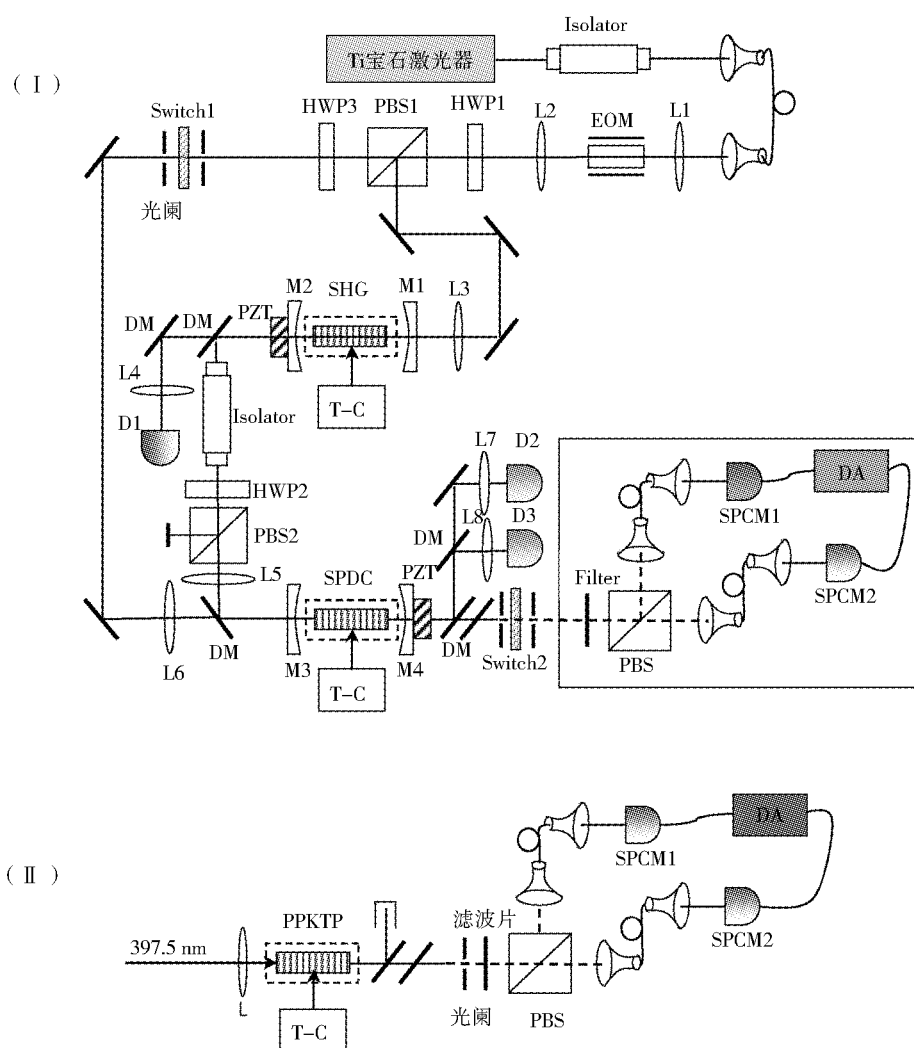 Isolator
Ti宝石激光器
(Ⅰ)
Switch1
HWP3
PBS1
HWP1
L2
EOM
L1
光阑
M2
SHG
M1
L3
PZT
DM
DM
L4
Isolator
T-C
D1
L7
D2
DA
HWP2
SPCM1
L8
D3
PBS2
DM
L5
SPDC
PZT
Filter
SPCM2
L6
DM
M3
M4
DM
Switch2
PBS
T-C
DA
SPCM1
(Ⅱ)
PPKTP
滤波片
SPCM2
397.5 nm
L
T-C
光阑
PBS